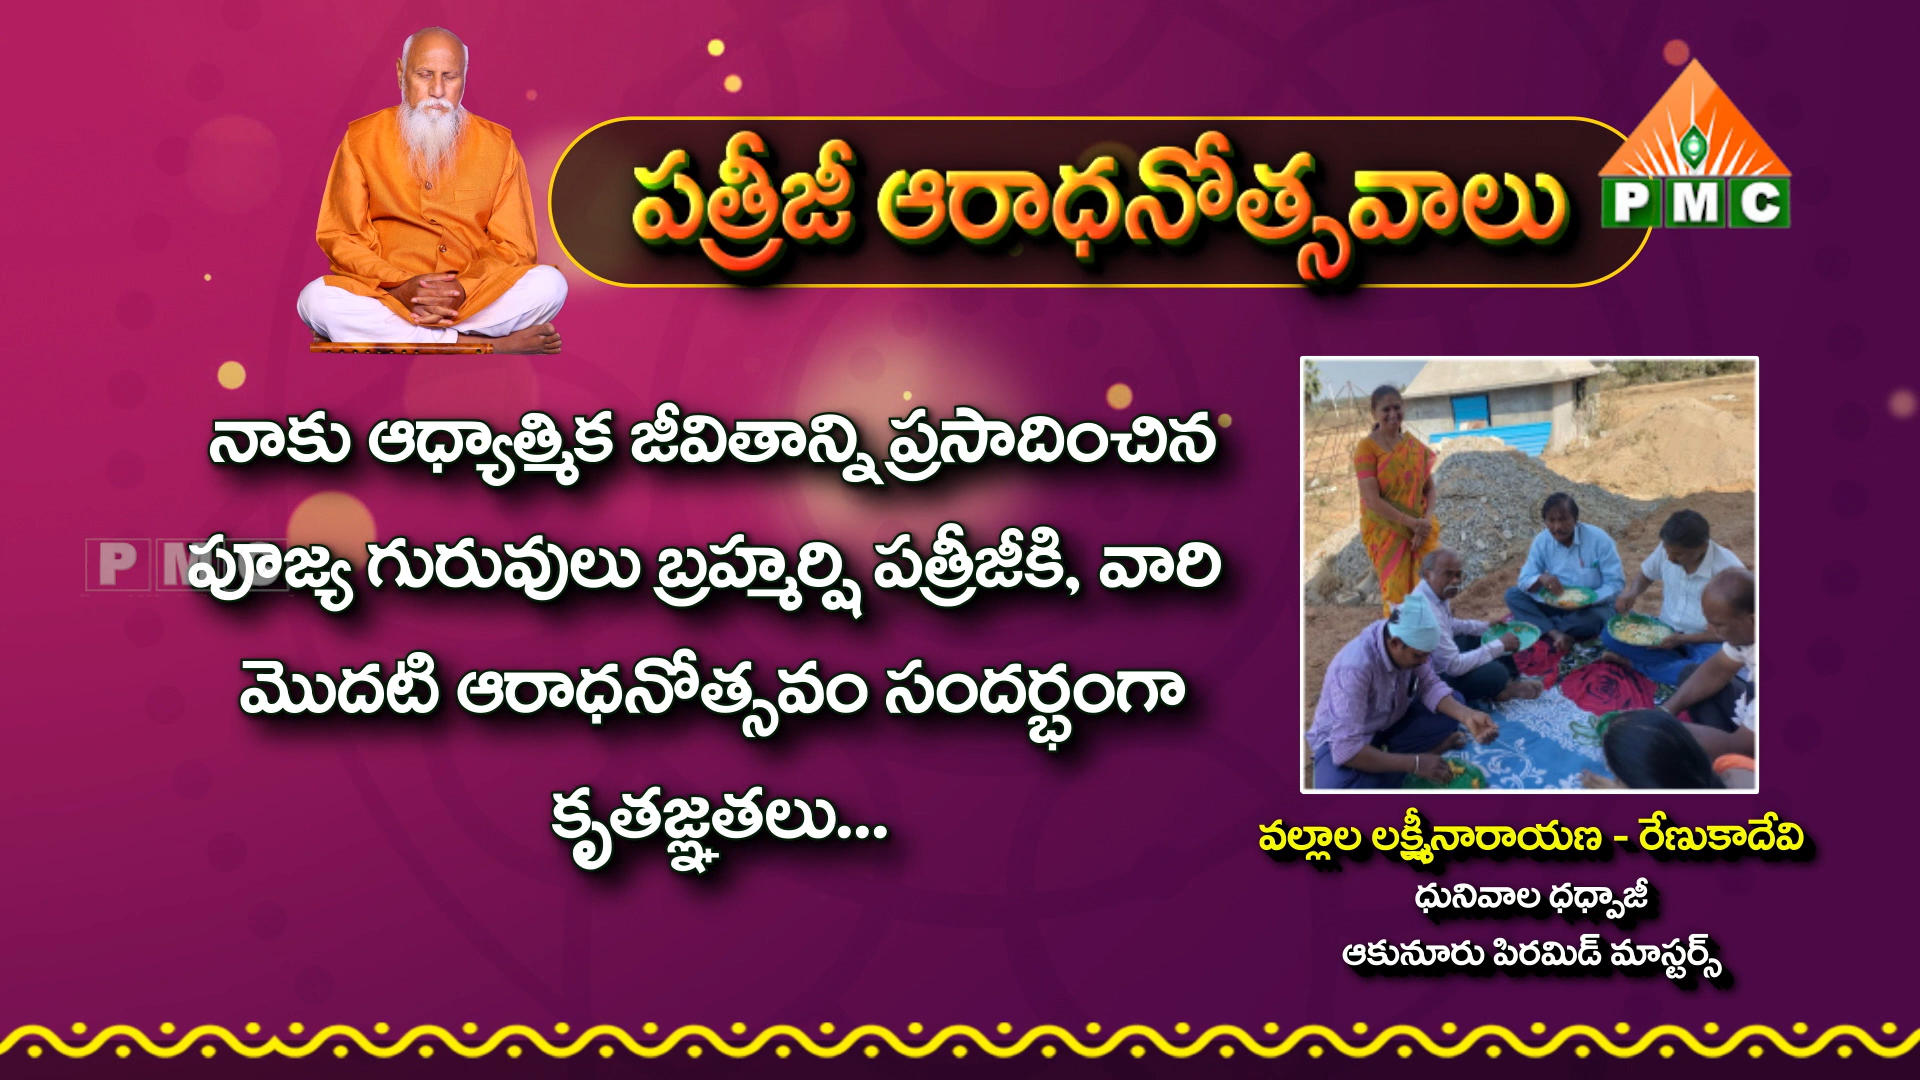 పత్రీజీ ఆరాధనోత్సవాలు
PMC
నాకు ఆధ్యాత్మిక జీవితాన్ని ప్రసాదించిన
పూజ్య గురువులు బ్రహ్మర్షి పత్రీజీకి, వారి
మొదటి ఆరాధనోత్సవం సందర్భంగా
కృతజ్ఞతలు...
PMC
వల్లాల లక్ష్మీనారాయణ - రేణుకాదేవి
ధునివాల ధధ్వాజీ
ఆకునూరు పిరమిడ్ మాస్టర్స్